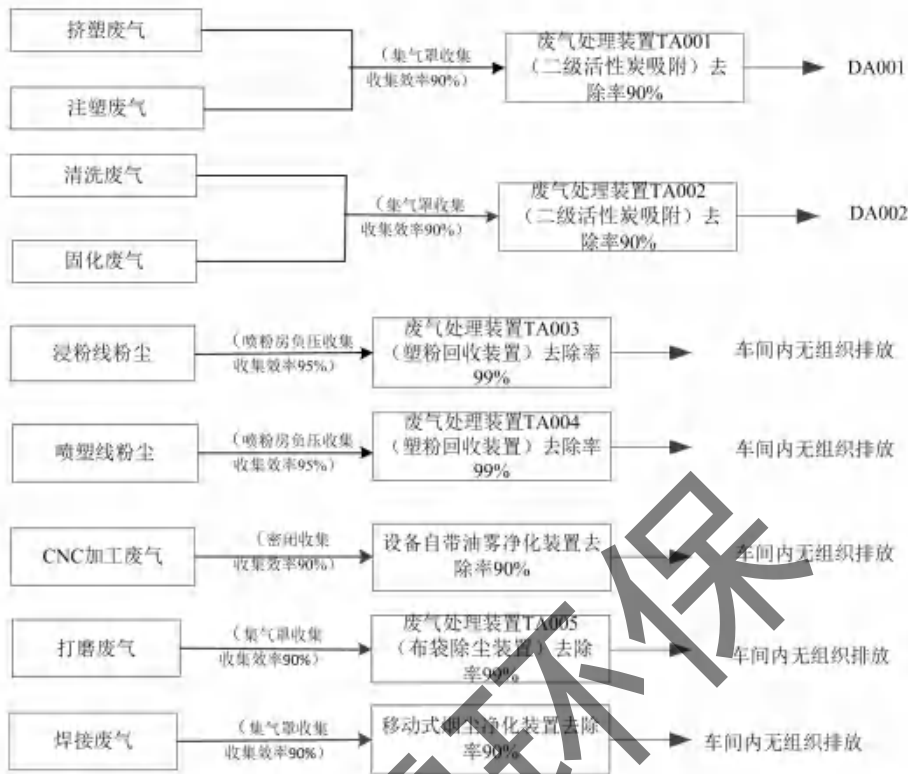 挤塑废气
注塑废气
（集气罩收集
收集效率90%）
废气处理装置TA001
（二级活性炭吸附）去
除率90%
DA001
清洗废气
固化废气
（集气罩收集
收集效率90%）
废气处理装置TA002
（二级活性炭吸附）去
除率90%
DA002
浸粉线粉尘
（喷粉房负压收集
收集效率95%）
废气处理装置TA003
（塑粉回收装置）去除率
99%
车间内无组织排放
喷塑线粉尘
（喷粉房负压收集
收集效率95%）
废气处理装置TA004
（塑粉回收装置）去除率
99%
车间内无组织排放
CNC加工废气
（密闭收集
收集效率90%）
设备自带油雾净化装置去
除率90%
车间内无组织排放
打磨废气
（集气罩收集
收集效率90%）
废气处理装置TA005
（布袋除尘装置）去除
率99%
车间内无组织排放
焊接废气
（集气罩收集
收集效率90%）
移动式烟尘净化装置去除
率90%
车间内无组织排放
环保